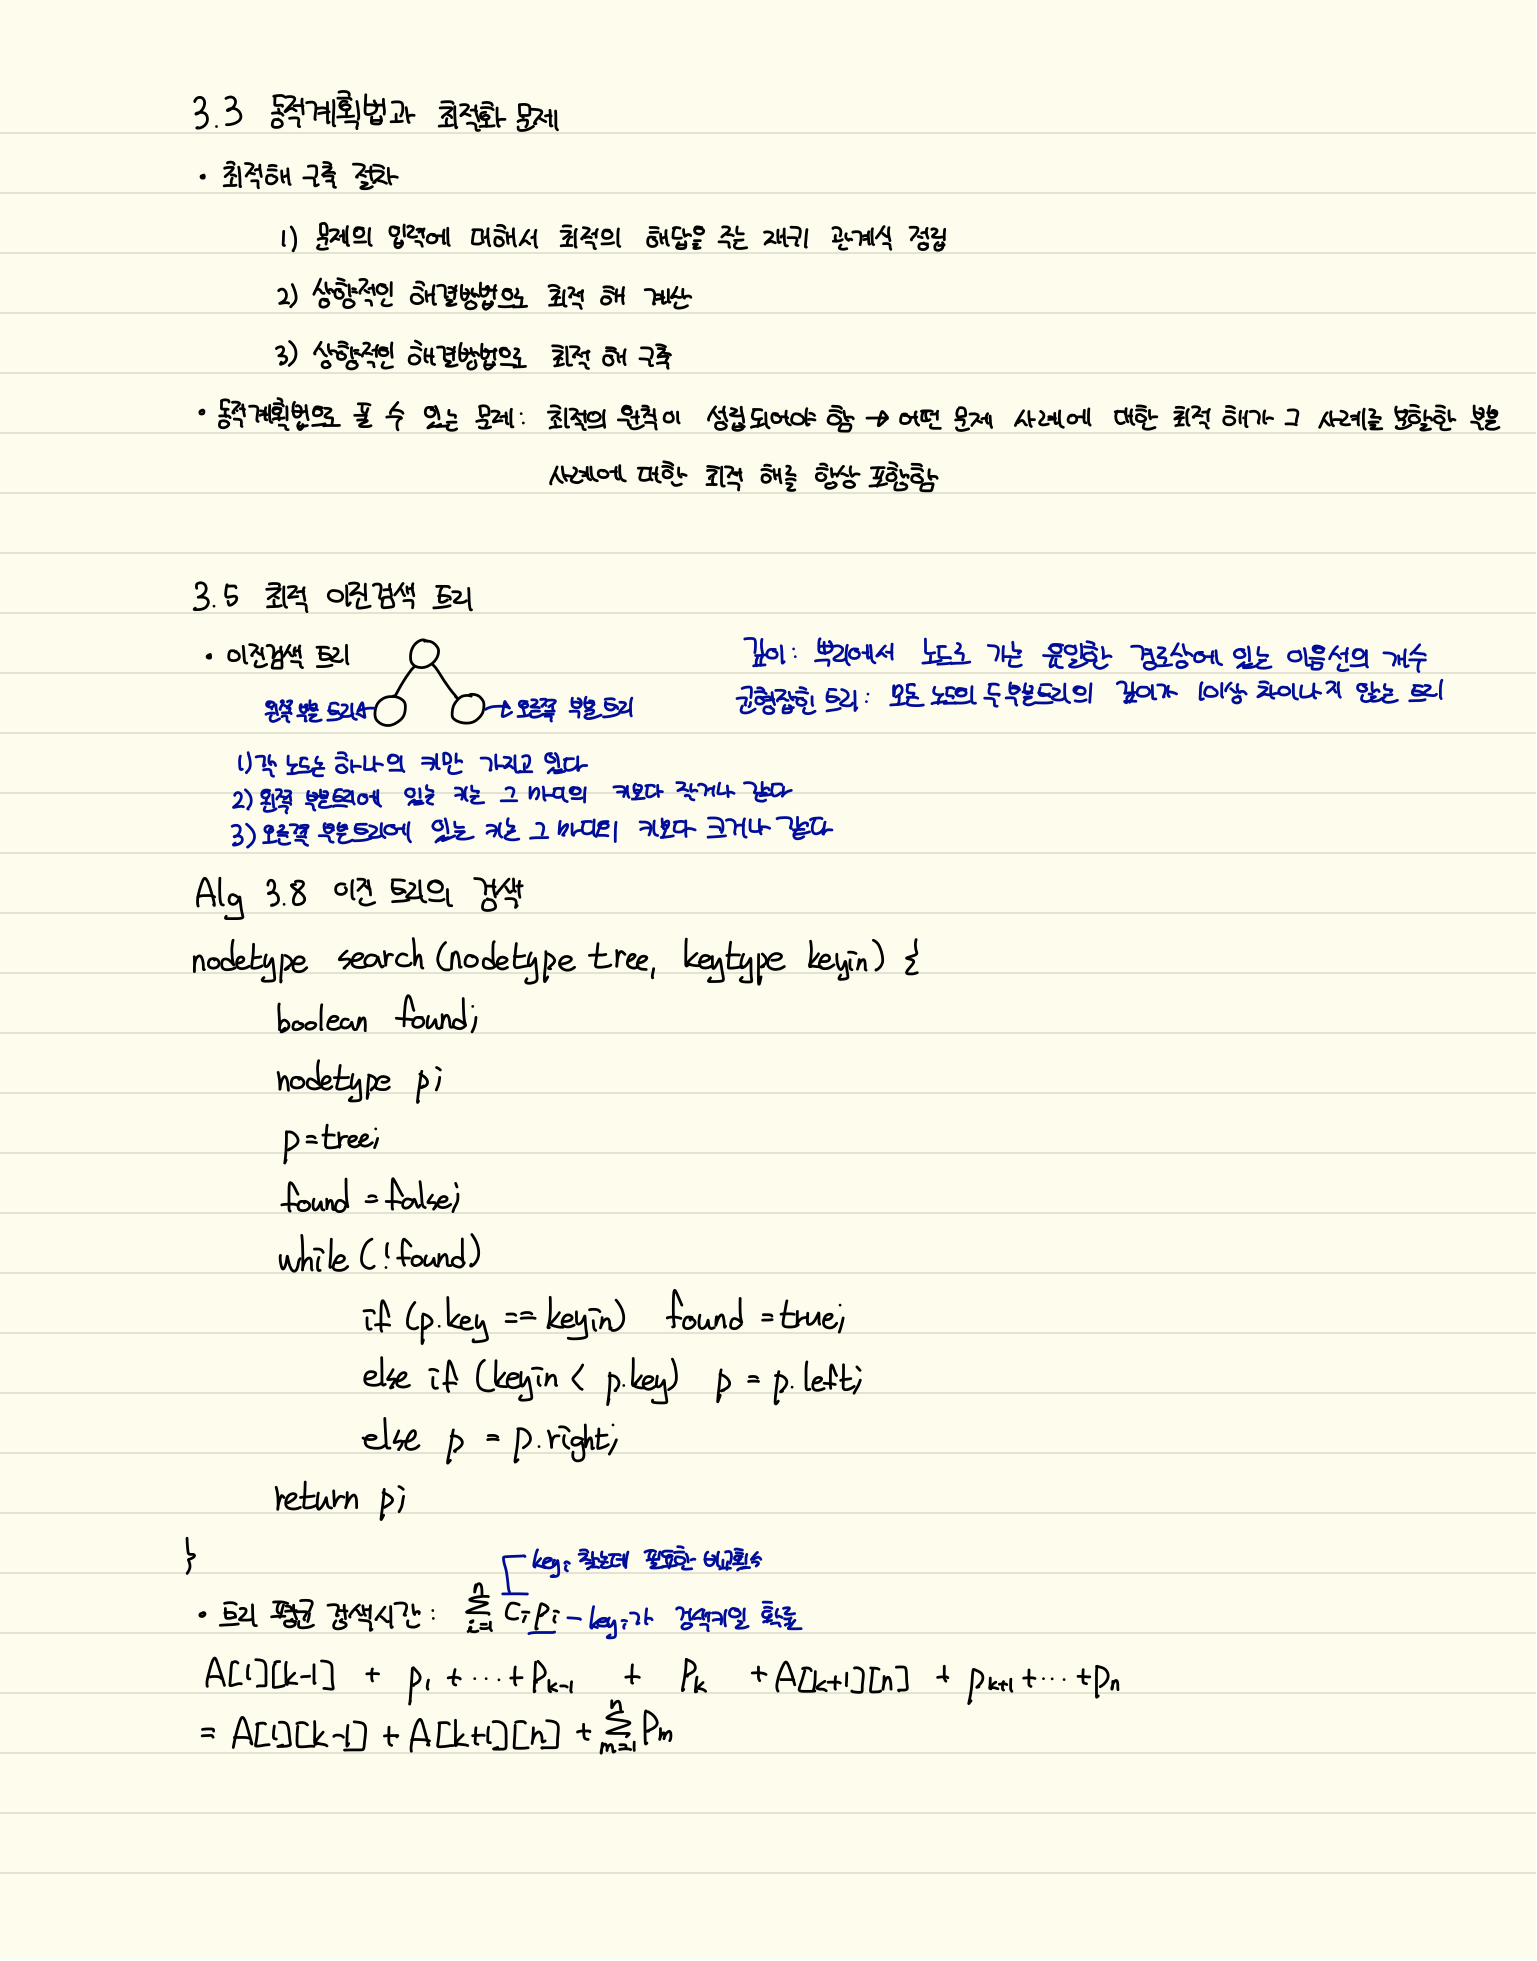 3.3 동적계획법과 최적화 문제
· 최적해 구축 절차
1) 문제의 입력에 대해서 최적의 해답을 주는 재귀 관계식 정립
2) 상향적인 해결방법으로 최적 해 계산
3) 상향적인 해결방법으로 최적 해 구축
· 동적계획법으로 풀 수 있는 문제: 최적의 원칙이 성립되어야 함 → 어떤 문제 사례에 대한 최적 해가 그 사례를 분할한 부분
사례에 대한 최적 해를 항상 포함함
3.5 최적 이진검색 트리
· 이진검색 트리
왼쪽 부분 트리
오른쪽 부분 트리
깊이: 뿌리에서 노드로 가는 유일한 경로상에 있는 이음선의 개수
균형잡힌 트리: 모든 노드의 두 부분트리의 깊이가 1이상 차이나지 않는 트리
1) 각 노드는 하나의 키만 가지고 있다
2) 왼쪽 부분트리에 있는 키는 그 마디의 키보다 작거나 같다
3) 오른쪽 부분트리에 있는 키는 그 마디의 키보다 크거나 같다
Alg 3.8 이진 트리의 검색
nodetype search(nodetype tree, keytype keyin) {
boolean found;
nodetype p;
p=tree;
found = false;
while (!found)
if (p.key == keyin) found = true;
else if (keyin < p.key) p = p.left;
else p = p.right;
return p;
}
keyᵢ 찾는데 필요한 비교횟수
· 트리 평균 검색시간: \sum_{i=1}^{n} c_i p_i – keyᵢ가 검색키일 확률
A[1][k-1] + p_1 + ··· + p_{k-1} + p_k + A[k+1][n] + p_{k+1} + ··· + p_n
= A[1][k-1] + A[k+1][n] + \sum_{m=1}^{n} p_m